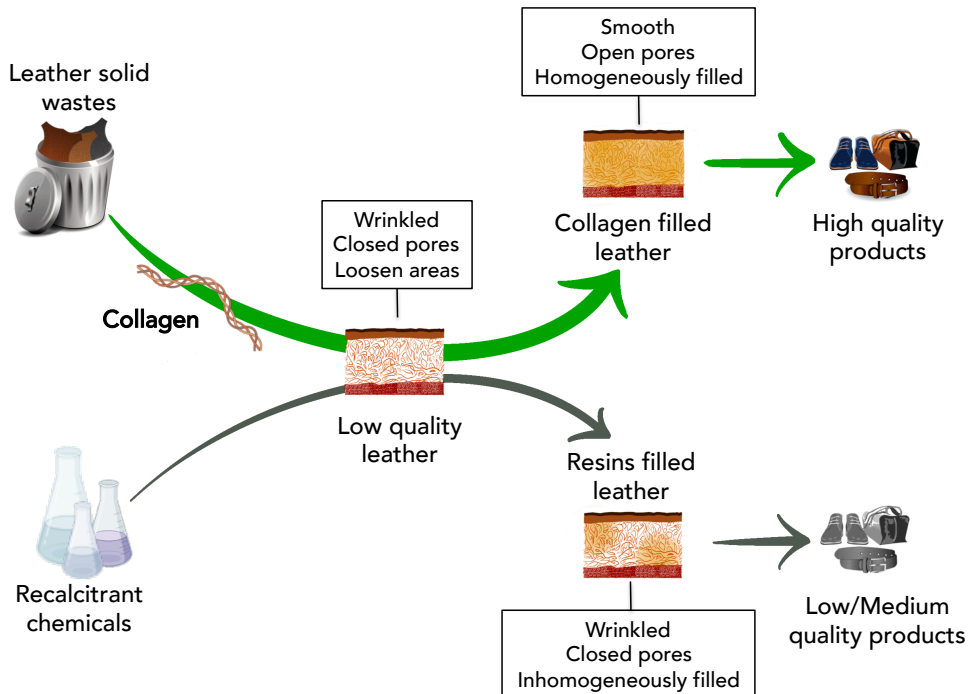 Leather solid
wastes
Collagen
Wrinkled
Closed pores
Loosen areas
Low quality
leather
Smooth
Open pores
Homogeneously filled
Collagen filled
leather
High quality
products
Recalcitrant
chemicals
Resins filled
leather
Wrinkled
Closed pores
Inhomogeneously filled
Low/Medium
quality products